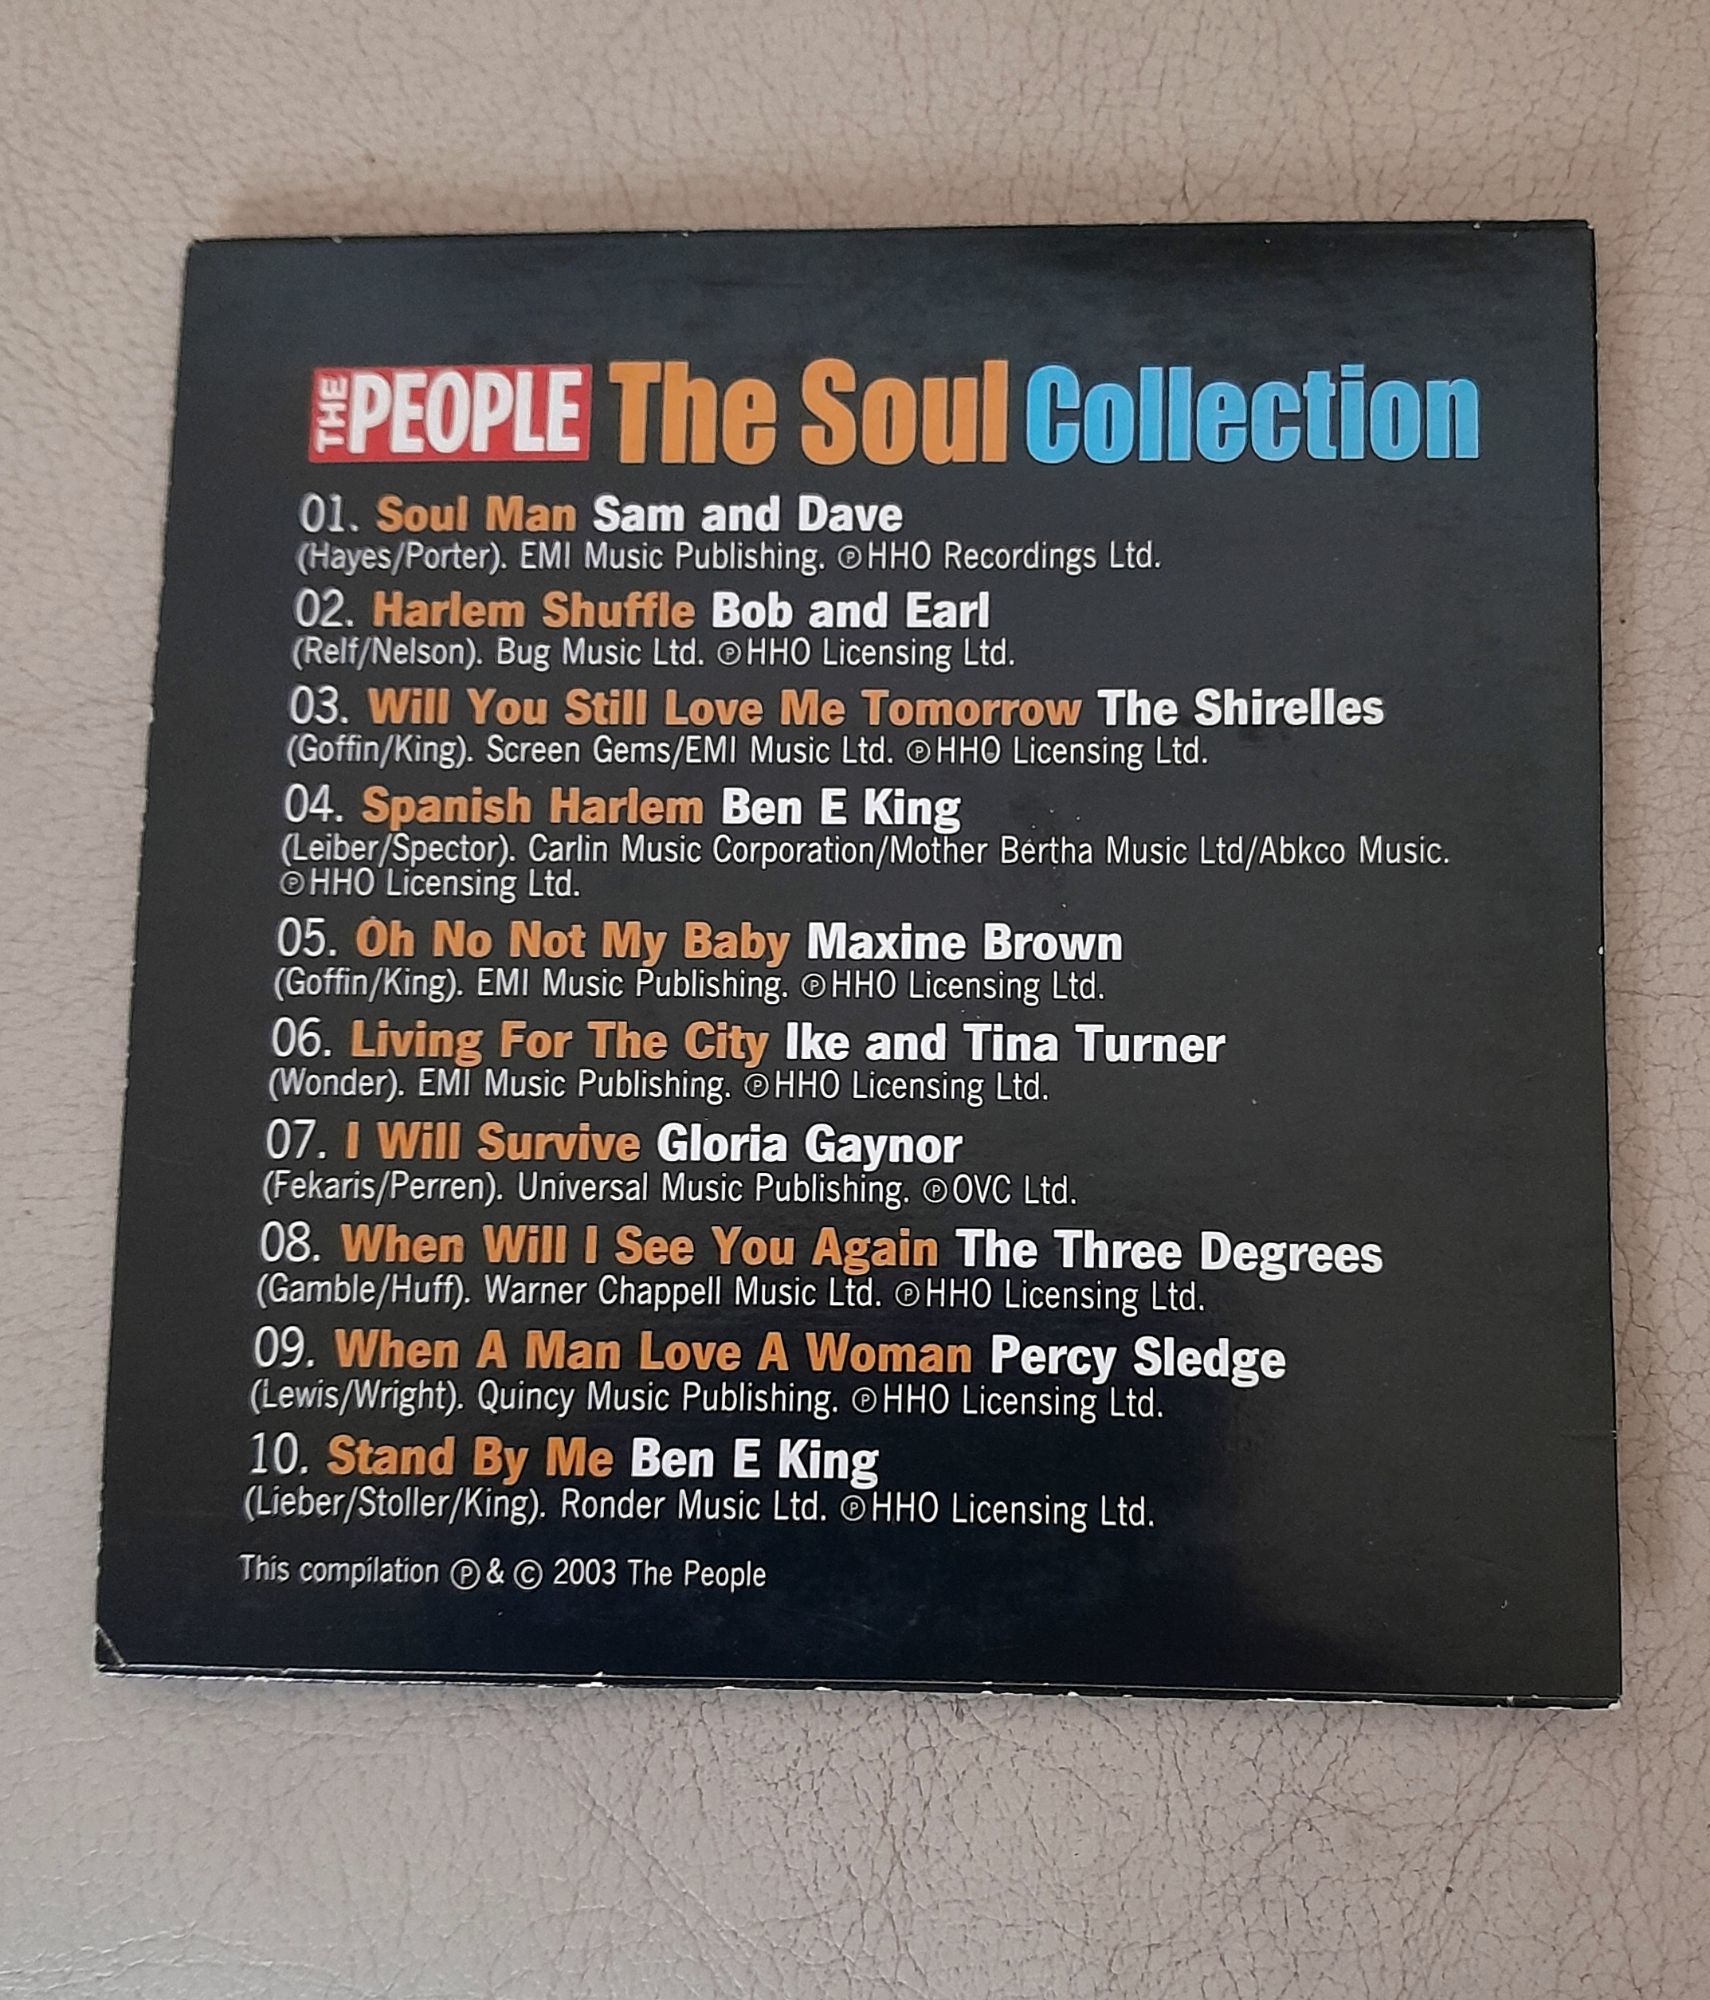 THE PEOPLE The Soul Collection
01. Soul Man Sam and Dave
(Hayes/Porter). EMI Music Publishing. ℗HHO Recordings Ltd.
02. Harlem Shuffle Bob and Earl
(Relf/Nelson). Bug Music Ltd. ℗HHO Licensing Ltd.
03. Will You Still Love Me Tomorrow The Shirelles
(Goffin/King). Screen Gems/EMI Music Ltd. ℗HHO Licensing Ltd.
04. Spanish Harlem Ben E King
(Leiber/Spector). Carlin Music Corporation/Mother Bertha Music Ltd/Abkco Music.
℗HHO Licensing Ltd.
05. Oh No Not My Baby Maxine Brown
(Goffin/King). EMI Music Publishing. ℗HHO Licensing Ltd.
06. Living For The City Ike and Tina Turner
(Wonder). EMI Music Publishing. ℗HHO Licensing Ltd.
07. I Will Survive Gloria Gaynor
(Fekaris/Perren). Universal Music Publishing. ℗OVC Ltd.
08. When Will I See You Again The Three Degrees
(Gamble/Huff). Warner Chappell Music Ltd. ℗HHO Licensing Ltd.
09. When A Man Love A Woman Percy Sledge
(Lewis/Wright). Quincy Music Publishing. ℗HHO Licensing Ltd.
10. Stand By Me Ben E King
(Lieber/Stoller/King). Ronder Music Ltd. ℗HHO Licensing Ltd.
This compilation ℗ & © 2003 The People